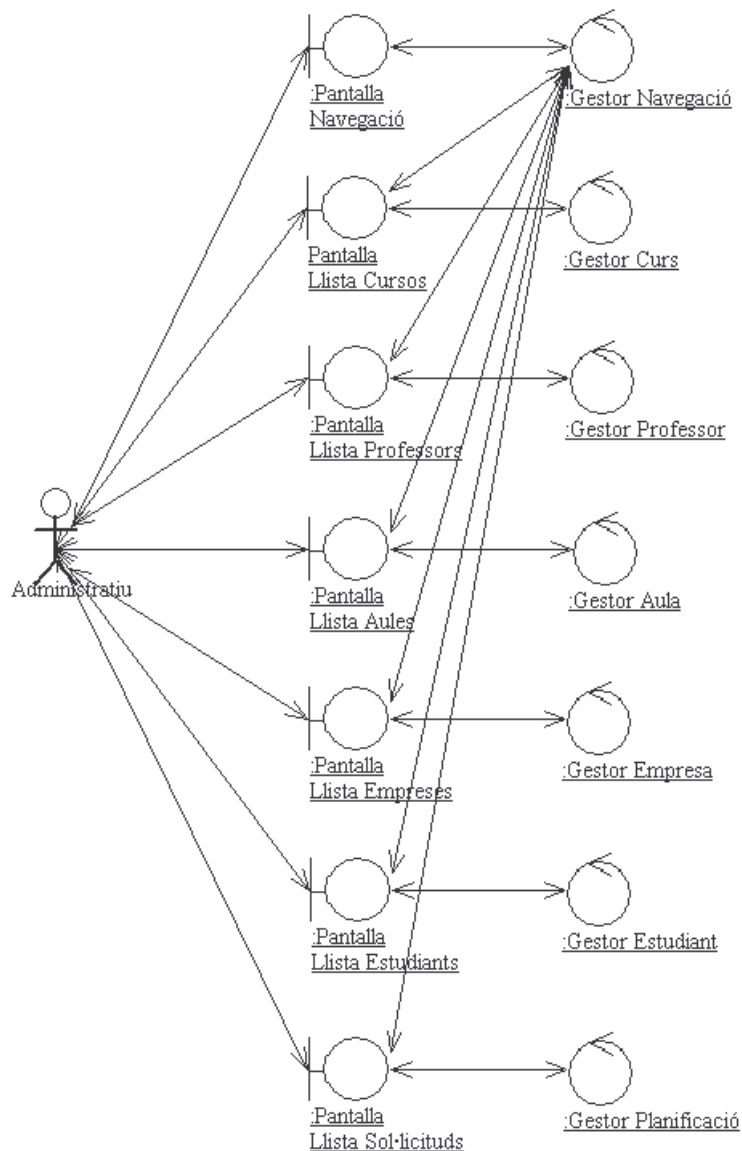 :Pantalla
Navegació
:Gestor Navegació
Pantalla
Llista Cursos
:Gestor Curs
:Pantalla
Llista Professors
:Gestor Professor
Administratiu
:Pantalla
Llista Aules
:Gestor Aula
:Pantalla
Llista Empreses
:Gestor Empresa
:Pantalla
Llista Estudiants
:Gestor Estudiant
:Pantalla
Llista Sol·licituds
:Gestor Planificació